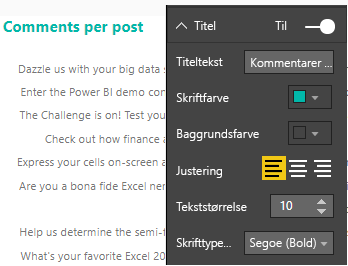 Comments per post
Dazzle us with your big data s
Enter the Power BI demo con
The Challenge is on! Test you
Check out how finance a
Express your cells on-screen a
Are you a bona fide Excel ner
Help us determine the semi-f
What's your favorite Excel 20
Titel Til
Titeltekst Kommentarer ...
Skriftfarve
Baggrundsfarve
Justering
Tekststørrelse 10
Skrifttype... Segoe (Bold)